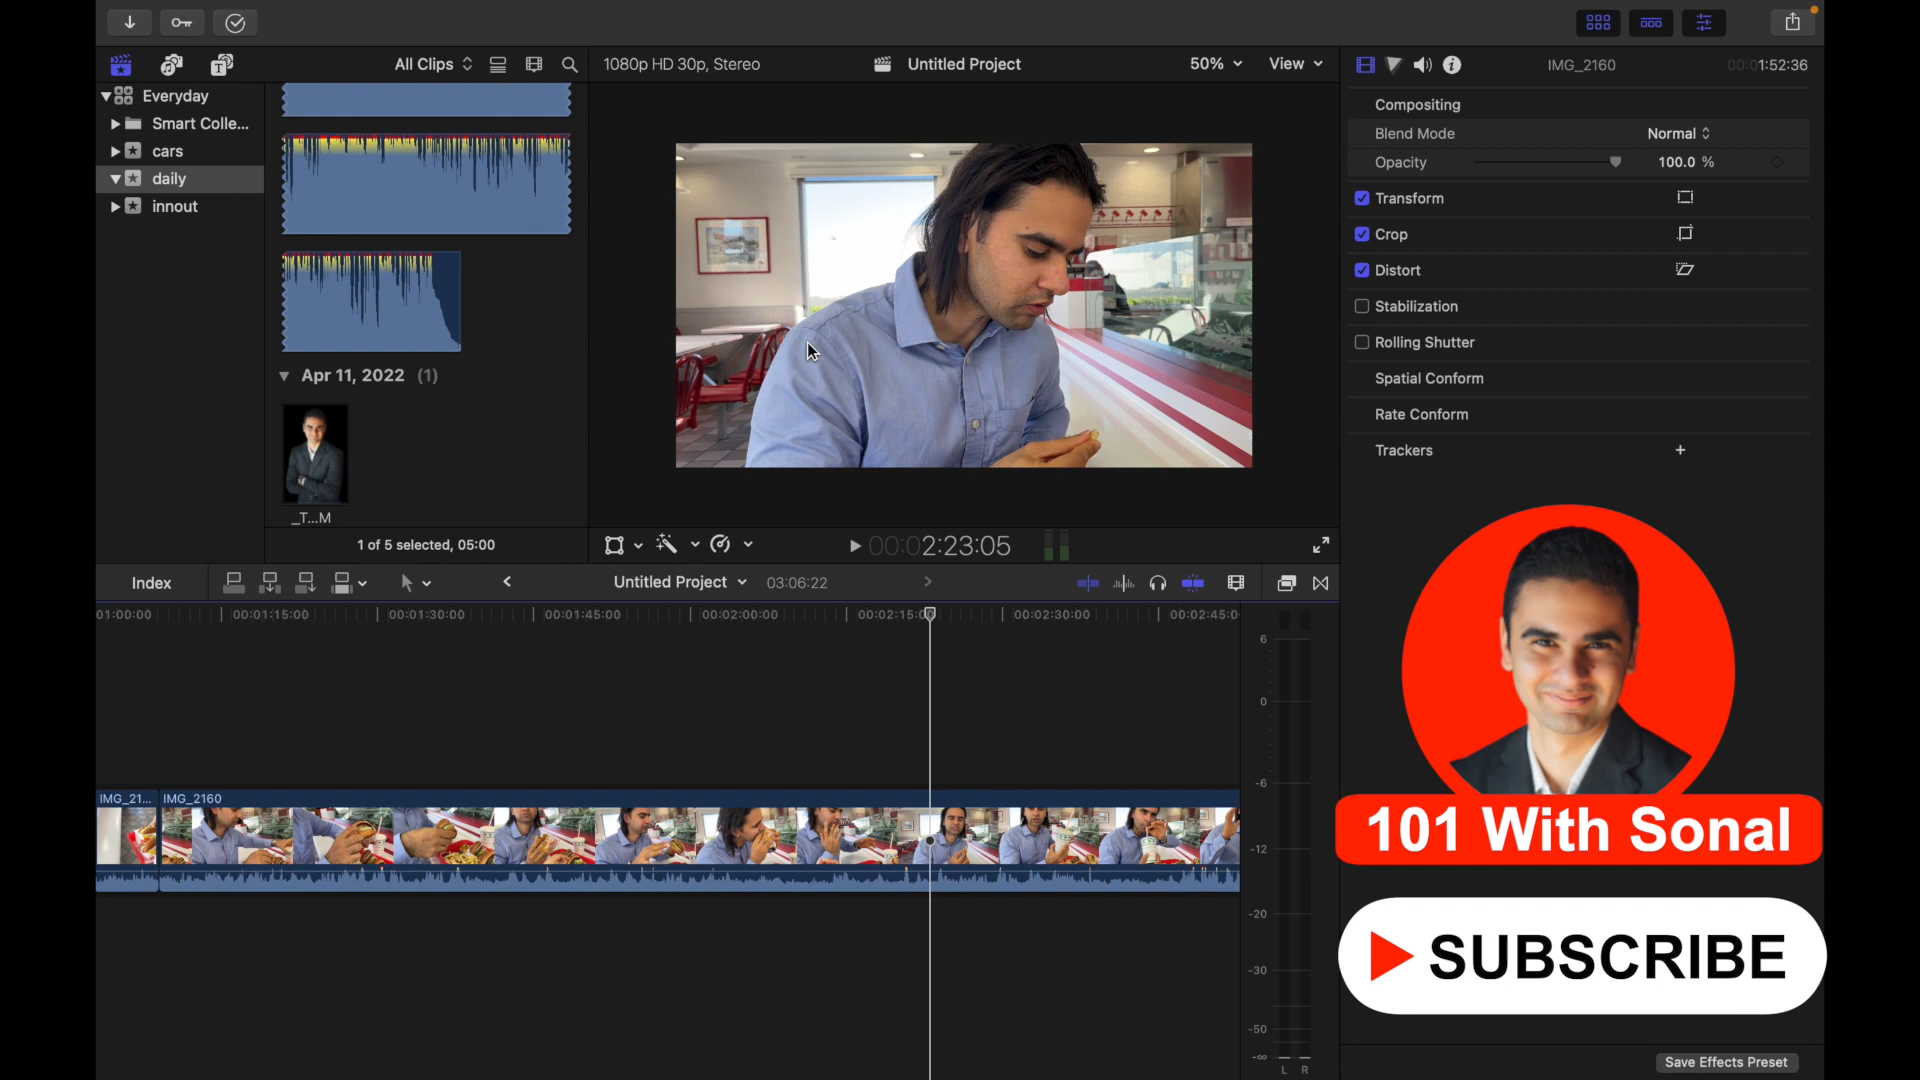 All Clips
1080p HD 30p, Stereo
Untitled Project
50%
View
IMG_2160
00:01:52:36
Everyday
Smart Colle...
cars
daily
innout
Apr 11, 2022 (1)
_T...M
1 of 5 selected, 05:00
Compositing
Blend Mode
Normal
Opacity
100.0 %
Transform
Crop
Distort
Stabilization
Rolling Shutter
Spatial Conform
Rate Conform
Trackers
00:02:23:05
Index
Untitled Project
03:06:22
01:00:00
00:01:15:00
00:01:30:00
00:01:45:00
00:02:00:00
00:02:15:00
00:02:30:00
00:02:45:0
IMG_21...
IMG_2160
6
0
-6
-12
-20
-30
-50
-∞
L R
101 With Sonal
SUBSCRIBE
Save Effects Preset